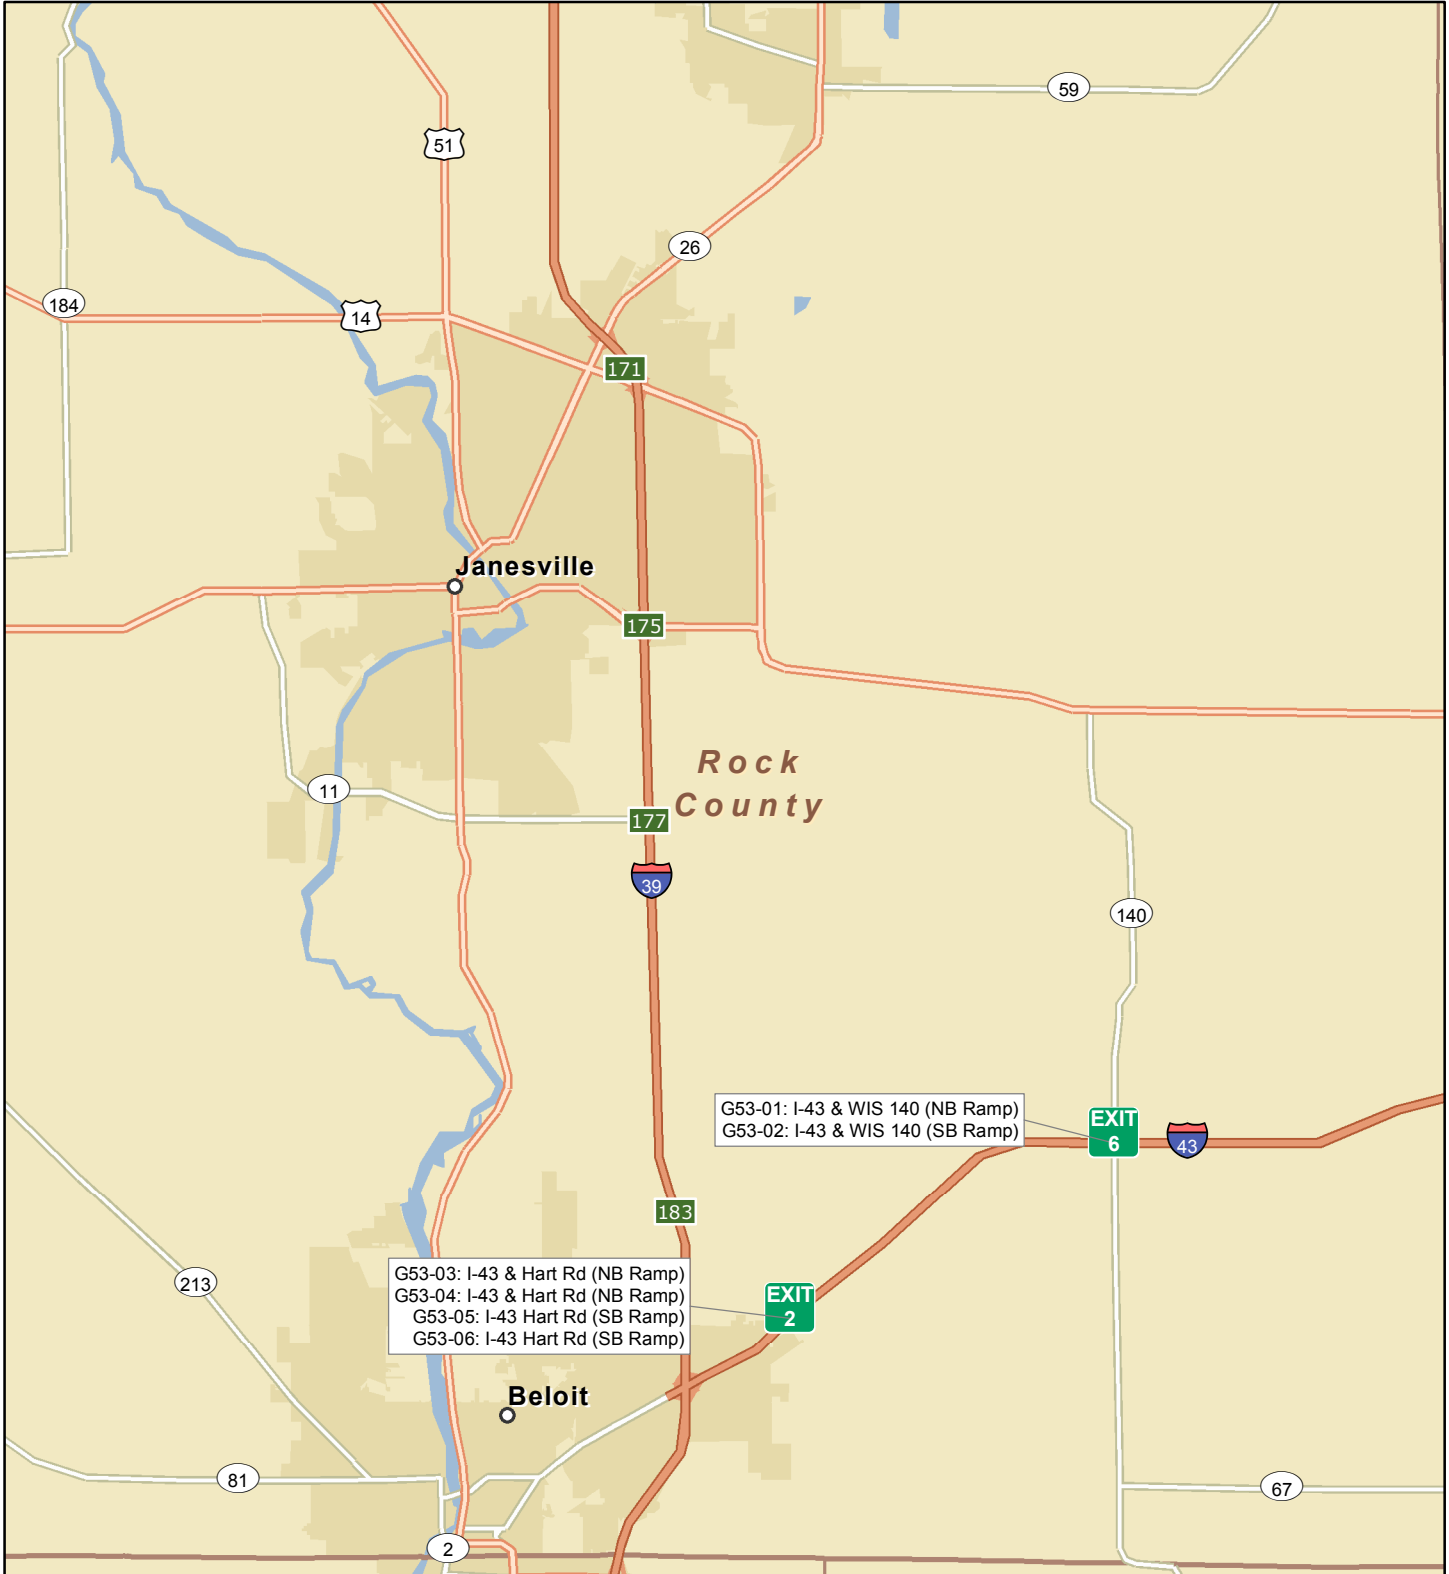 59
51
26
184
14
171
Janesville
175
Rock
County
11
177
39
140
G53-01: I-43 & WIS 140 (NB Ramp)
G53-02: I-43 & WIS 140 (SB Ramp)
EXIT
6
43
183
213
G53-03: I-43 & Hart Rd (NB Ramp)
G53-04: I-43 & Hart Rd (NB Ramp)
G53-05: I-43 Hart Rd (SB Ramp)
G53-06: I-43 Hart Rd (SB Ramp)
EXIT
2
Beloit
81
67
2